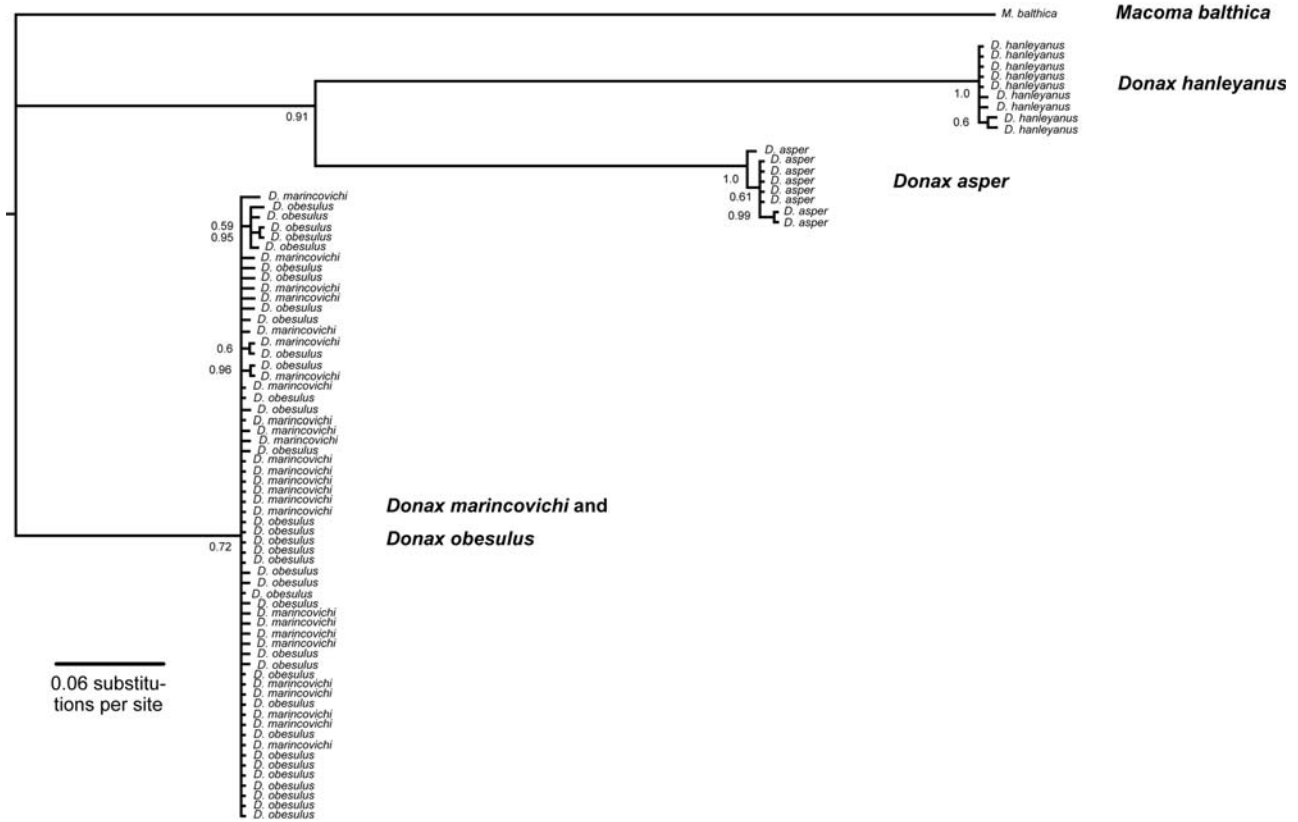 M. balthica
Macoma balthica
D. hanleyanus
D. hanleyanus
D. hanleyanus
D. hanleyanus
D. hanleyanus
D. hanleyanus
D. hanleyanus
D. hanleyanus
D. hanleyanus
1.0
0.6
Donax hanleyanus
0.91
D. asper
D. asper
D. asper
D. asper
D. asper
D. asper
D. asper
D. asper
1.0
0.61
0.99
Donax asper
D. marincovichi
D. obesulus
D. obesulus
0.59
D. obesulus
0.95
D. obesulus
D. obesulus
D. marincovichi
D. obesulus
D. obesulus
D. marincovichi
D. marincovichi
D. obesulus
D. obesulus
D. marincovichi
D. marincovichi
0.6
D. obesulus
D. obesulus
0.96
D. marincovichi
D. marincovichi
D. obesulus
D. obesulus
D. marincovichi
D. marincovichi
D. marincovichi
D. obesulus
D. marincovichi
D. marincovichi
D. marincovichi
D. marincovichi
D. marincovichi
D. marincovichi
D. obesulus
D. obesulus
D. obesulus
D. obesulus
D. obesulus
D. obesulus
D. obesulus
D. obesulus
D. obesulus
D. marincovichi
D. marincovichi
D. marincovichi
D. marincovichi
D. obesulus
D. obesulus
D. obesulus
D. marincovichi
D. marincovichi
D. obesulus
D. marincovichi
D. marincovichi
D. obesulus
D. marincovichi
D. obesulus
D. obesulus
D. obesulus
D. obesulus
D. obesulus
D. obesulus
D. obesulus
0.72
Donax marincovichi and
Donax obesulus
0.06 substitu-
tions per site